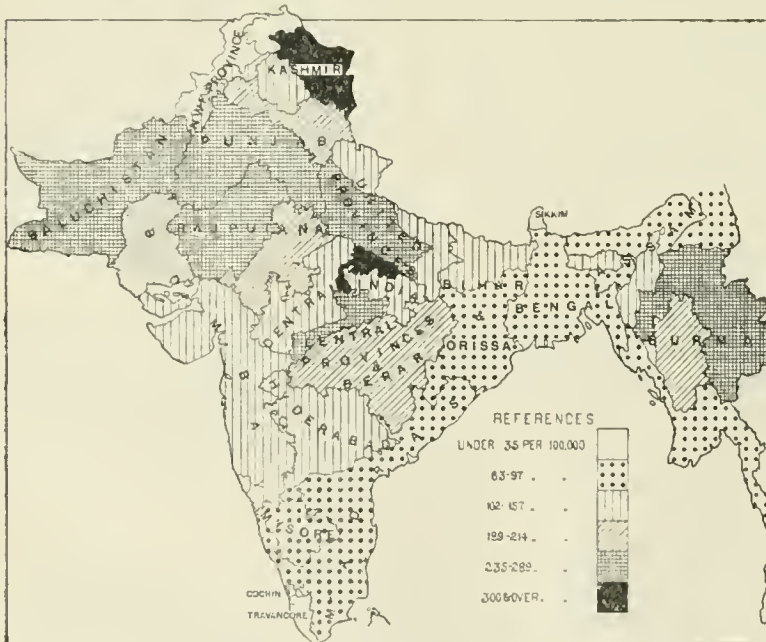 KASHMIR
N.W.F. PROVINCE
PUNJAB
BALUCHISTAN
UNITED PROVINCES
RAJPUTANA
SIKKIM
ASSAM
CENTRAL INDIA
BIHAR & ORISSA
BENGAL
BURMA
CENTRAL PROVINCES & BERAR
BOMBAY
HYDERABAD
MADRAS
MYSORE
COCHIN
TRAVANCORE
REFERENCES
UNDER 35 PER 100,000
63-97 . .
102-157 . .
235-289 . .
300 & OVER . .